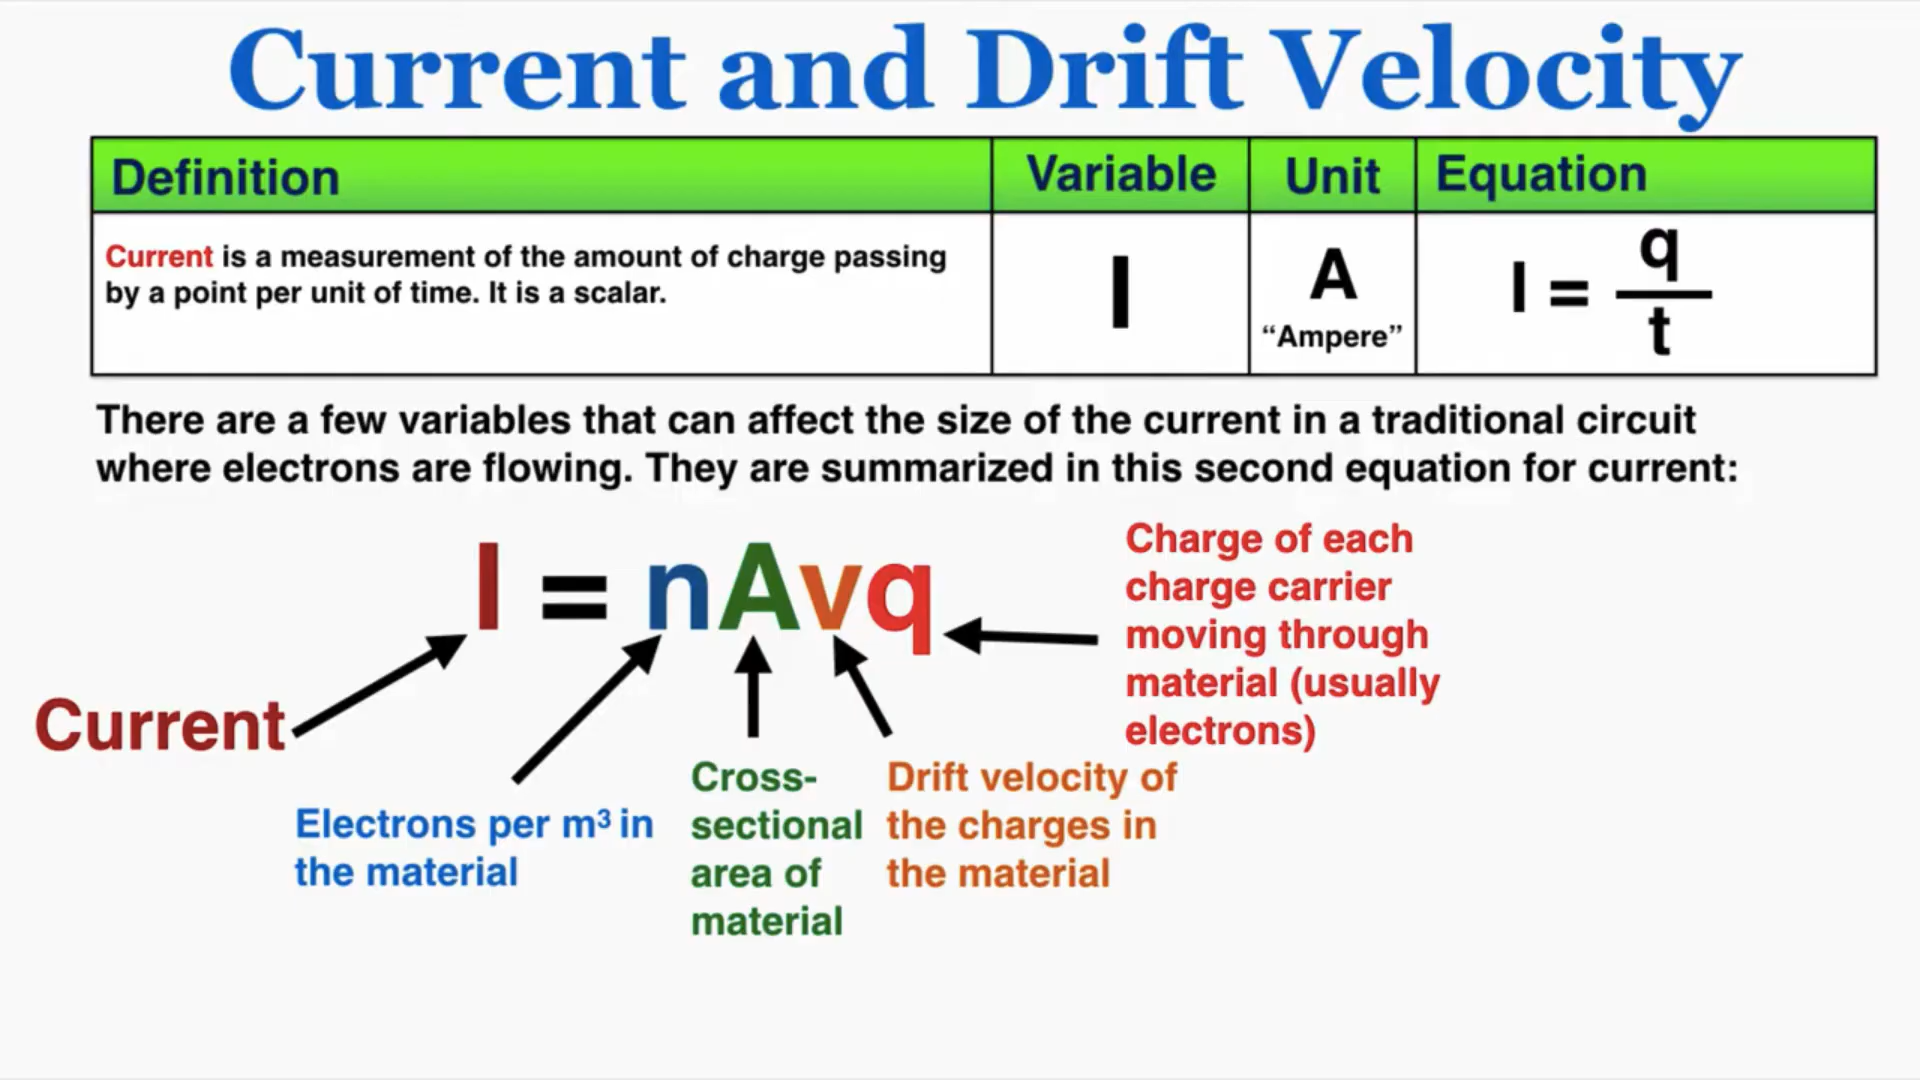 Current and Drift Velocity
Definition Variable Unit Equation
Current is a measurement of the amount of charge passing
by a point per unit of time. It is a scalar.
I
A
“Ampere”
I = q
t
There are a few variables that can affect the size of the current in a traditional circuit
where electrons are flowing. They are summarized in this second equation for current:
I = nAvq
Charge of each
charge carrier
moving through
material (usually
electrons)
Current
Electrons per m³ in
the material
Cross-
sectional
area of
material
Drift velocity of
the charges in
the material